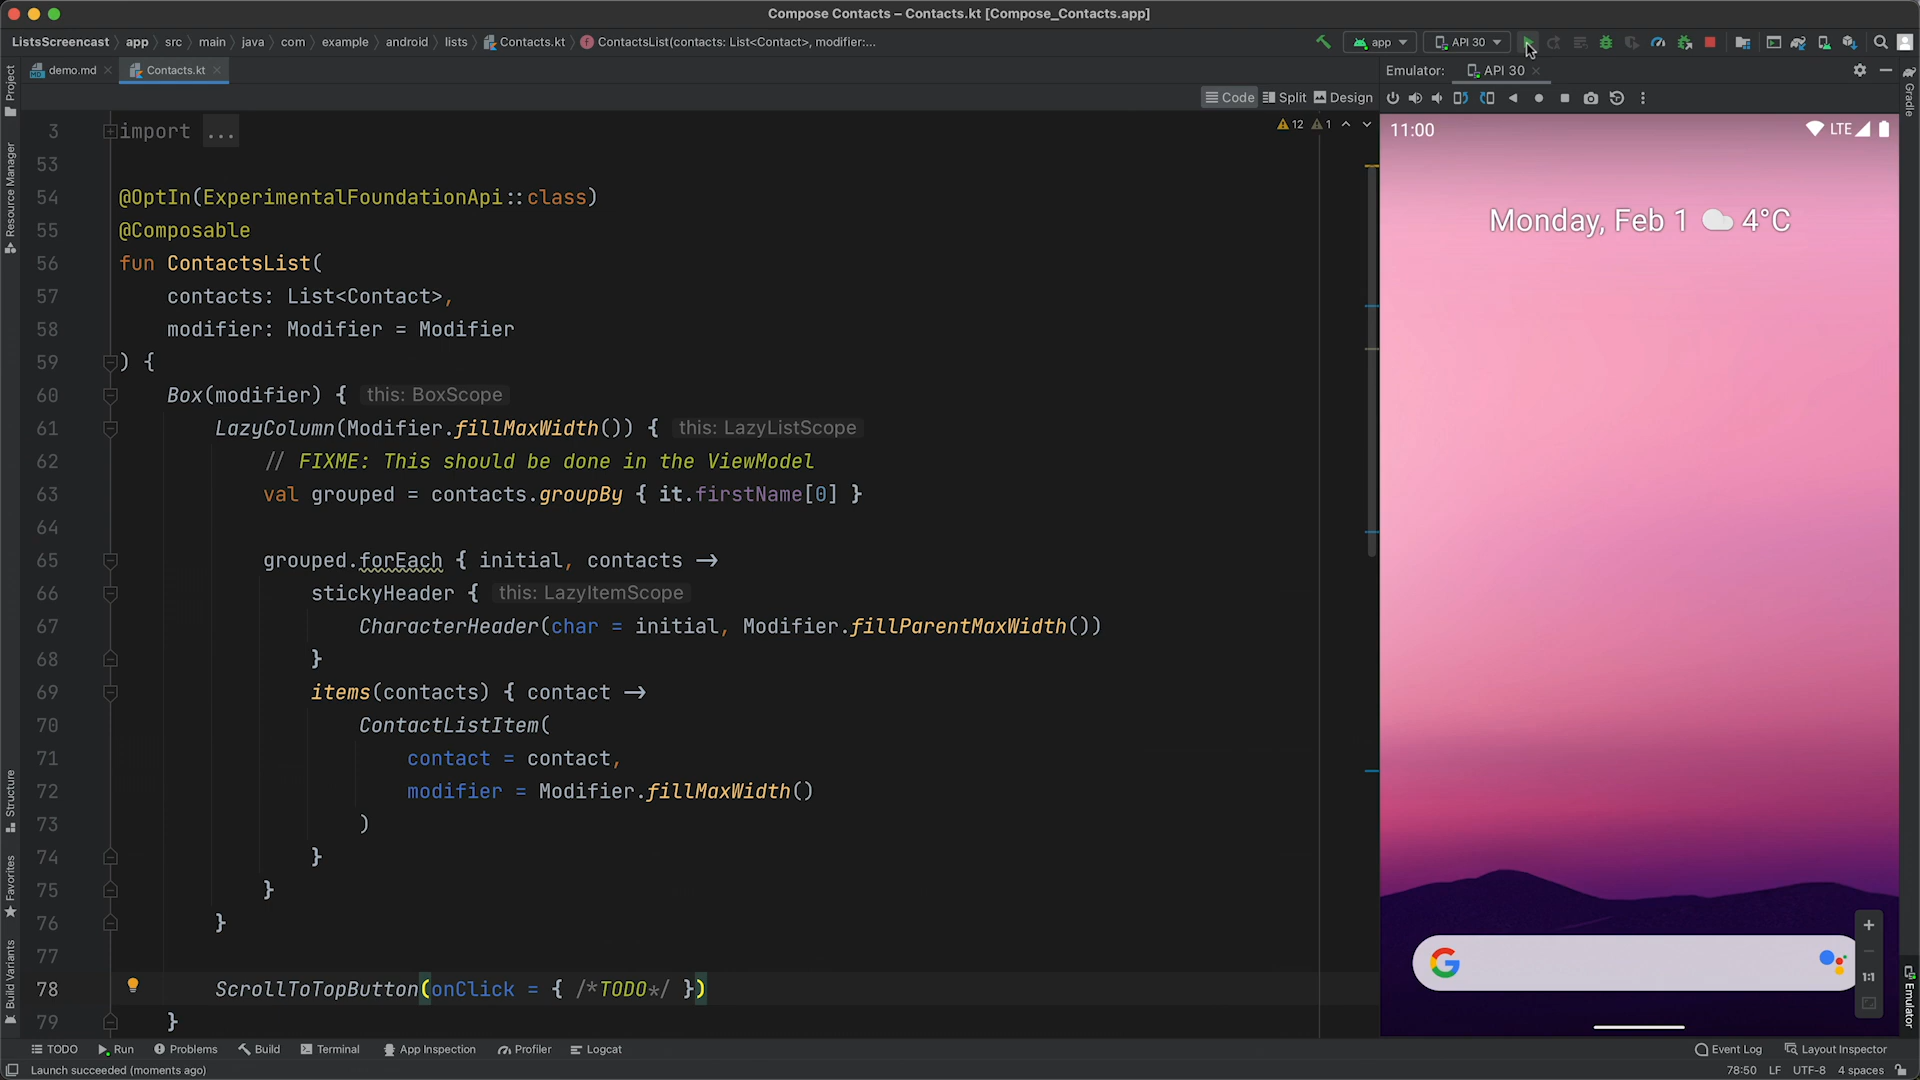 Compose Contacts – Contacts.kt [Compose_Contacts.app]
ListsScreencast app src main java com example android lists Contacts.kt ContactsList(contacts: List<Contact>, modifier:...
app API 30
demo.md Contacts.kt
Emulator: API 30
Code Split Design
12 1
3 import ...
53
54 @OptIn(ExperimentalFoundationApi::class)
55 @Composable
56 fun ContactsList(
57 contacts: List<Contact>,
58 modifier: Modifier = Modifier
59 ) {
60 Box(modifier) { this: BoxScope
61 LazyColumn(Modifier.fillMaxWidth()) { this: LazyListScope
62 // FIXME: This should be done in the ViewModel
63 val grouped = contacts.groupBy { it.firstName[0] }
64
65 grouped.forEach { initial, contacts →
66 stickyHeader { this: LazyItemScope
67 CharacterHeader(char = initial, Modifier.fillParentMaxWidth())
68 }
69 items(contacts) { contact →
70 ContactListItem(
71 contact = contact,
72 modifier = Modifier.fillMaxWidth()
73 )
74 }
75 }
76 }
77
78 ScrollToTopButton(onClick = { /*TODO*/ })
79 }
Project
Resource Manager
Structure
Favorites
Build Variants
11:00 LTE
Monday, Feb 1 4°C
G
1:1
Gradle
Emulator
TODO Run Problems Build Terminal App Inspection Profiler Logcat Event Log Layout Inspector
Launch succeeded (moments ago) 78:50 LF UTF-8 4 spaces